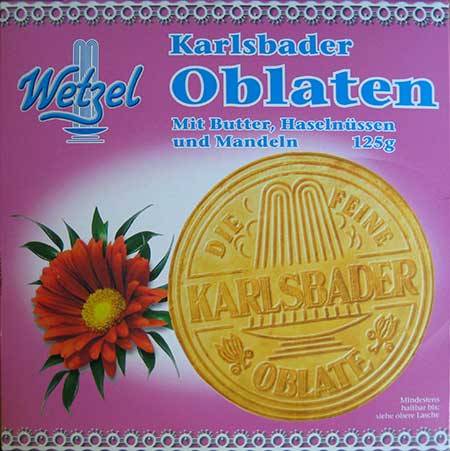 Wetzel
Karlsbader
Oblaten
Mit Butter, Haselnüssen
und Mandeln 125g
DIE FEINE
KARLSBADER
OBLATE
Mindestens
haltbar bis:
siehe obere Lasche